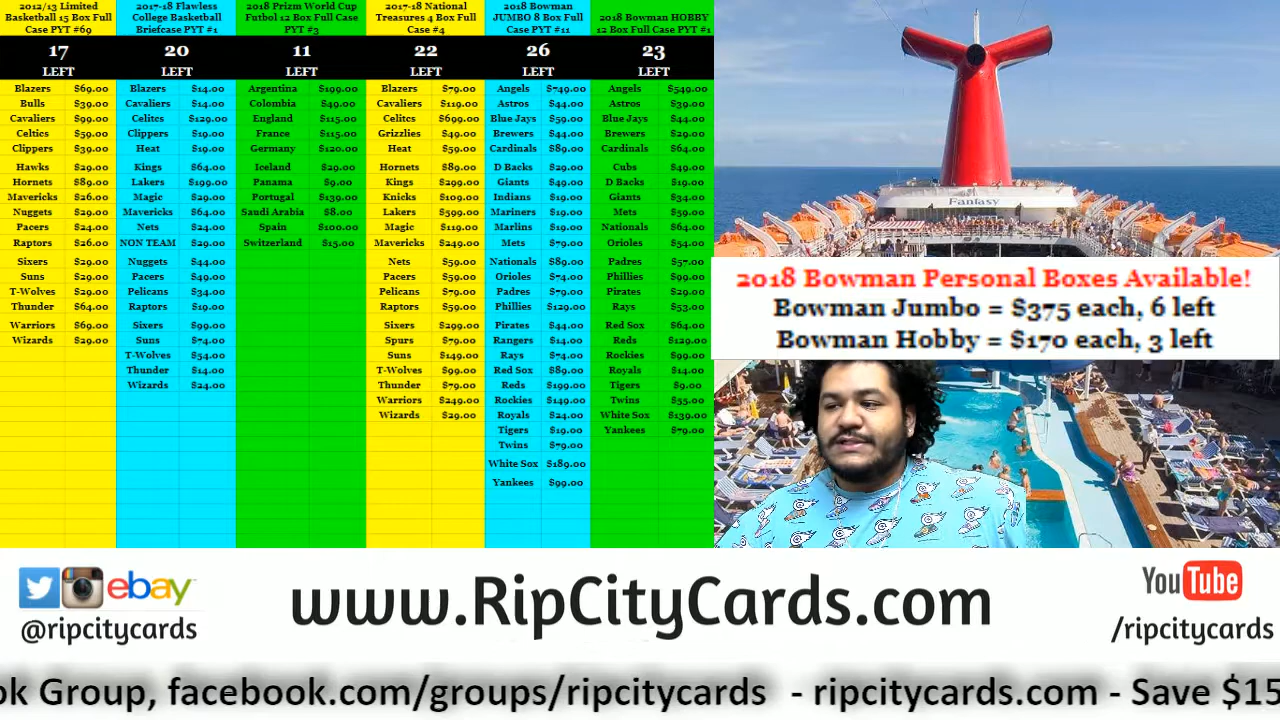 2012/13 Limited
Basketball 15 Box Full
Case PYT #69
17
LEFT
Blazers $69.00
Bulls $39.00
Cavaliers $99.00
Celtics $59.00
Clippers $39.00
Hawks $29.00
Hornets $89.00
Mavericks $26.00
Nuggets $29.00
Pacers $24.00
Raptors $26.00
Sixers $29.00
Suns $29.00
T-Wolves $29.00
Thunder $64.00
Warriors $69.00
Wizards $29.00
2017-18 Flawless
College Basketball
Briefcase PYT #1
20
LEFT
Blazers $14.00
Cavaliers $14.00
Celitcs $129.00
Clippers $19.00
Heat $19.00
Kings $64.00
Lakers $199.00
Magic $29.00
Mavericks $64.00
Nets $24.00
NON TEAM $29.00
Nuggets $44.00
Pacers $49.00
Pelicans $34.00
Raptors $19.00
Sixers $99.00
Suns $74.00
T-Wolves $54.00
Thunder $14.00
Wizards $24.00
2018 Prizm World Cup
Futbol 12 Box Full Case
PYT #3
11
LEFT
Argentina $199.00
Colombia $49.00
England $115.00
France $115.00
Germany $120.00
Iceland $29.00
Panama $9.00
Portugal $139.00
Saudi Arabia $8.00
Spain $100.00
Switzerland $15.00
2017-18 National
Treasures 4 Box Full
Case #4
22
LEFT
Blazers $79.00
Cavaliers $119.00
Celitcs $699.00
Grizzlies $49.00
Heat $59.00
Hornets $89.00
Kings $299.00
Knicks $109.00
Lakers $599.00
Magic $119.00
Mavericks $249.00
Nets $59.00
Pacers $59.00
Pelicans $79.00
Raptors $59.00
Sixers $299.00
Spurs $79.00
Suns $149.00
T-Wolves $99.00
Thunder $79.00
Warriors $249.00
Wizards $29.00
2018 Bowman
JUMBO 8 Box Full
Case PYT #11
26
LEFT
Angels $749.00
Astros $44.00
Blue Jays $59.00
Brewers $44.00
Cardinals $89.00
D Backs $29.00
Giants $49.00
Indians $19.00
Mariners $19.00
Marlins $19.00
Mets $79.00
Nationals $89.00
Orioles $74.00
Padres $79.00
Phillies $129.00
Pirates $44.00
Rangers $14.00
Rays $74.00
Red Sox $89.00
Reds $199.00
Rockies $149.00
Royals $24.00
Tigers $19.00
Twins $79.00
White Sox $189.00
Yankees $99.00
2018 Bowman HOBBY
12 Box Full Case PYT #1
23
LEFT
Angels $549.00
Astros $39.00
Blue Jays $44.00
Brewers $29.00
Cardinals $64.00
Cubs $49.00
D Backs $19.00
Giants $34.00
Mets $59.00
Nationals $64.00
Orioles $54.00
Padres $57.00
Phillies $99.00
Pirates $29.00
Rays $53.00
Red Sox $64.00
Reds $129.00
Rockies $99.00
Royals $14.00
Tigers $9.00
Twins $55.00
White Sox $139.00
Yankees $79.00
Fantasy
2018 Bowman Personal Boxes Available!
Bowman Jumbo = $375 each, 6 left
Bowman Hobby = $170 each, 3 left
ebay
@ripcitycards
www.RipCityCards.com
YouTube
/ripcitycards
ok Group, facebook.com/groups/ripcitycards - ripcitycards.com - Save $15